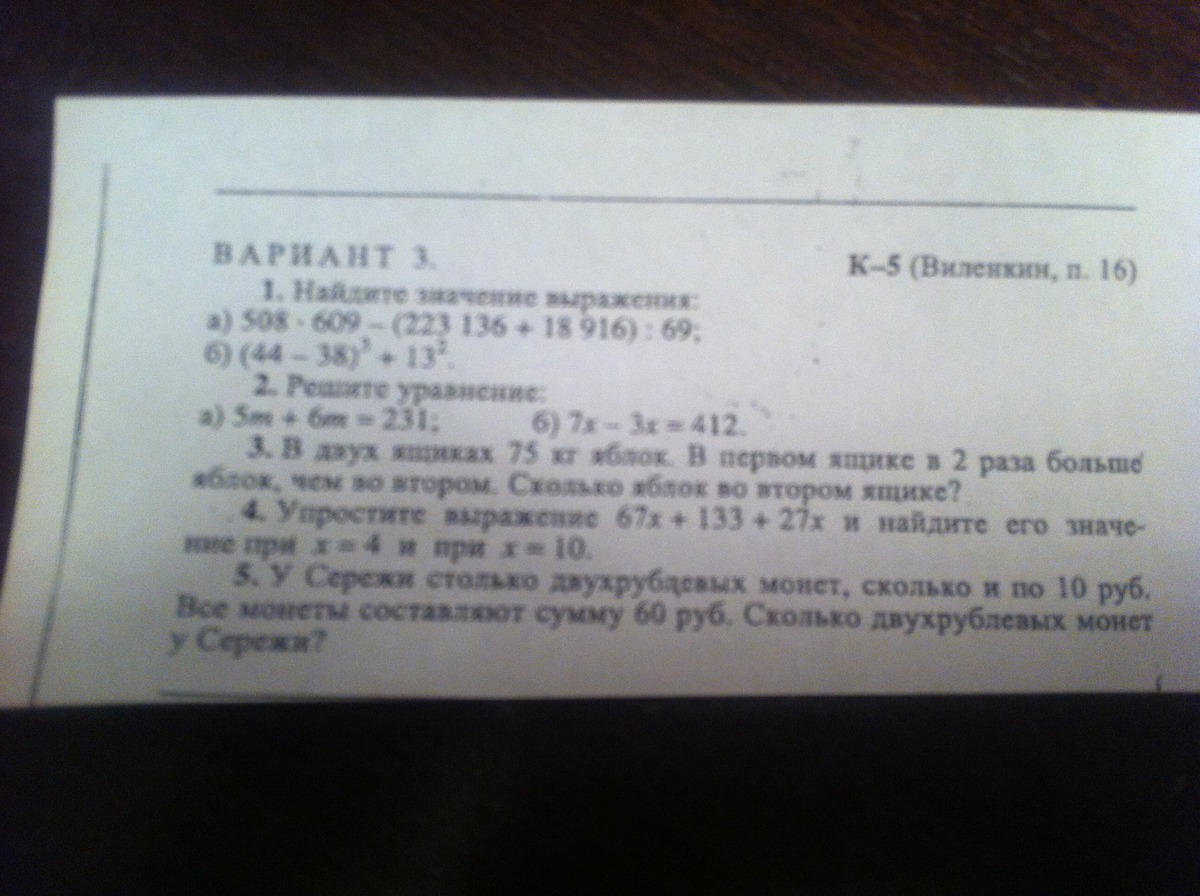 ВАРИАНТ 3.
К–5 (Виленкин, п. 16)
1. Найдите значение выражения:
а) 508 · 609 – (223 136 + 18 916) : 69;
б) (44 – 38)³ + 13².
2. Решите уравнение:
а) 5m + 6m = 231; б) 7x – 3x = 412.
3. В двух ящиках 75 кг яблок. В первом ящике в 2 раза больше
яблок, чем во втором. Сколько яблок во втором ящике?
4. Упростите выражение 67x + 133 + 27x и найдите его значе-
ние при x = 4 и при x = 10.
5. У Сережи столько двухрублевых монет, сколько и по 10 руб.
Все монеты составляют сумму 60 руб. Сколько двухрублевых монет
у Сережи?